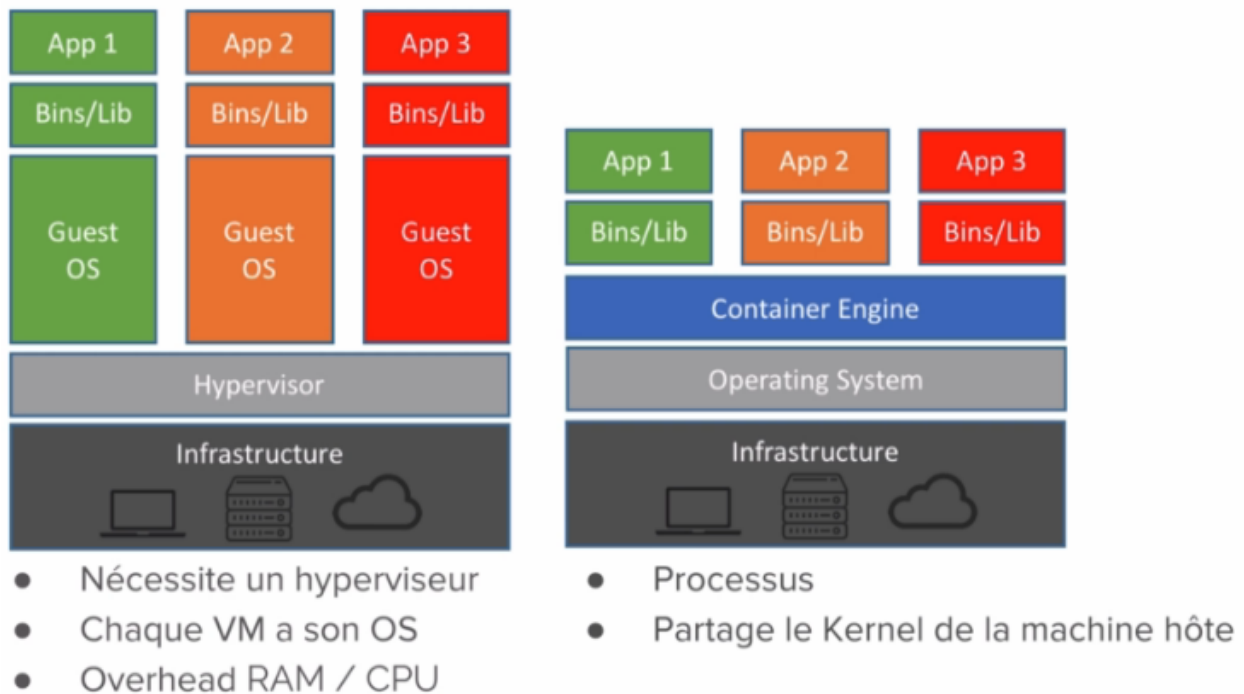 App 1
App 2
App 3
Bins/Lib
Bins/Lib
Bins/Lib
Guest
OS
Guest
OS
Guest
OS
Hypervisor
Infrastructure
● Nécessite un hyperviseur
● Chaque VM a son OS
● Overhead RAM / CPU
App 1
App 2
App 3
Bins/Lib
Bins/Lib
Bins/Lib
Container Engine
Operating System
Infrastructure
● Processus
● Partage le Kernel de la machine hôte